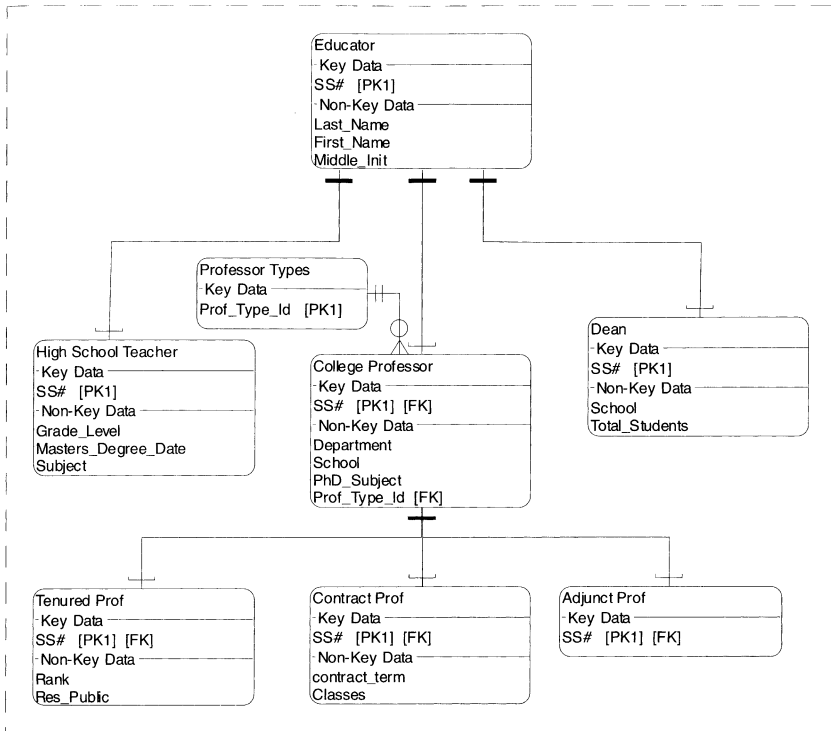 Educator
Key Data
SS# [PK1]
Non-Key Data
Last_Name
First_Name
Middle_Init
Professor Types
Key Data
Prof_Type_Id [PK1]
High School Teacher
Key Data
SS# [PK1]
Non-Key Data
Grade_Level
Masters_Degree_Date
Subject
College Professor
Key Data
SS# [PK1] [FK]
Non-Key Data
Department
School
PhD_Subject
Prof_Type_Id [FK]
Dean
Key Data
SS# [PK1]
Non-Key Data
School
Total_Students
Tenured Prof
Key Data
SS# [PK1] [FK]
Non-Key Data
Rank
Res_Public
Contract Prof
Key Data
SS# [PK1] [FK]
Non-Key Data
contract_term
Classes
Adjunct Prof
Key Data
SS# [PK1] [FK]